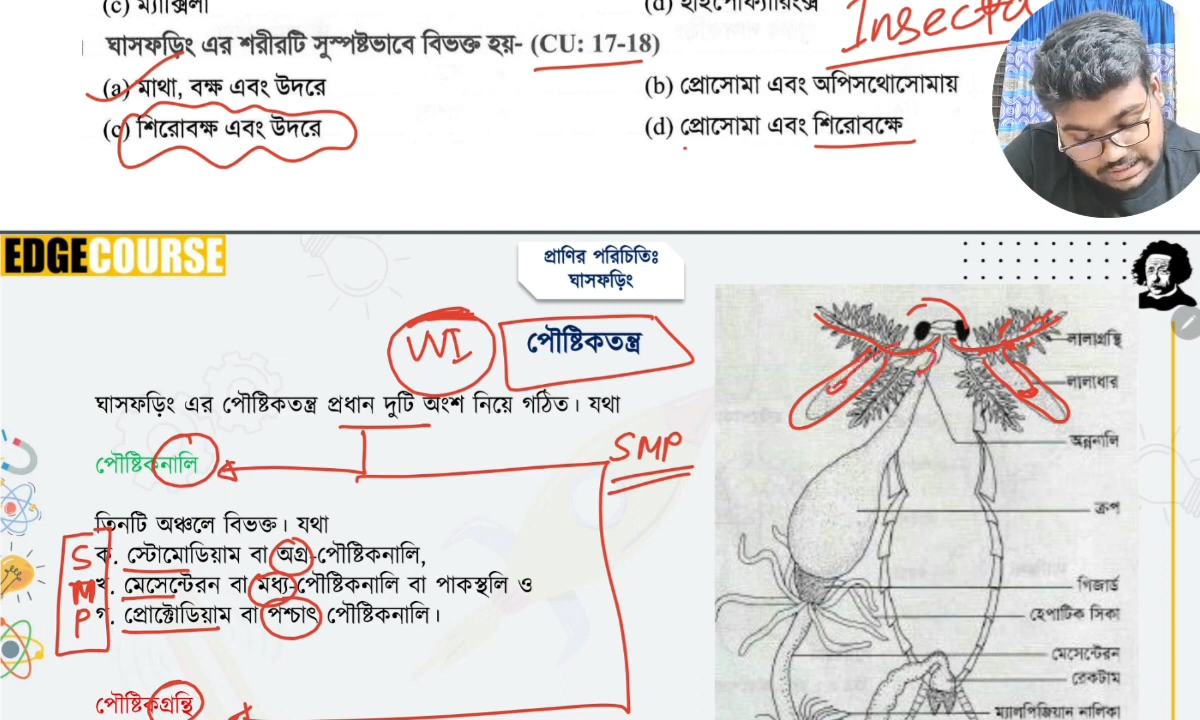 (c) ম্যাক্সিলা
(d) হাইপোফ্যারিংক্স
Insecta
ঘাসফড়িং এর শরীরটি সুস্পষ্টভাবে বিভক্ত হয়- (CU: 17-18)
(a) মাথা, বক্ষ এবং উদরে
(b) প্রোসোমা এবং অপিসথোসোমায়
(c) শিরোবক্ষ এবং উদরে
(d) প্রোসোমা এবং শিরোবক্ষে
EDGECOURSE
প্রাণির পরিচিতিঃ
ঘাসফড়িং
VVI
পৌষ্টিকতন্ত্র
ঘাসফড়িং এর পৌষ্টিকতন্ত্র প্রধান দুটি অংশ নিয়ে গঠিত। যথা
SMP
পৌষ্টিকনালি
তিনটি অঞ্চলে বিভক্ত। যথা
S ক. স্টোমোডিয়াম বা অগ্র-পৌষ্টিকনালি,
M খ. মেসেন্টেরন বা মধ্য-পৌষ্টিকনালি বা পাকস্থলি ও
P গ. প্রোক্টোডিয়াম বা পশ্চাৎ পৌষ্টিকনালি।
পৌষ্টিকগ্রন্থি
লালাগ্রন্থি
লালাধার
অন্ননালি
ক্রপ
গিজার্ড
হেপাটিক সিকা
মেসেন্টেরন
রেকটাম
ম্যালপিজিয়ান নালিকা